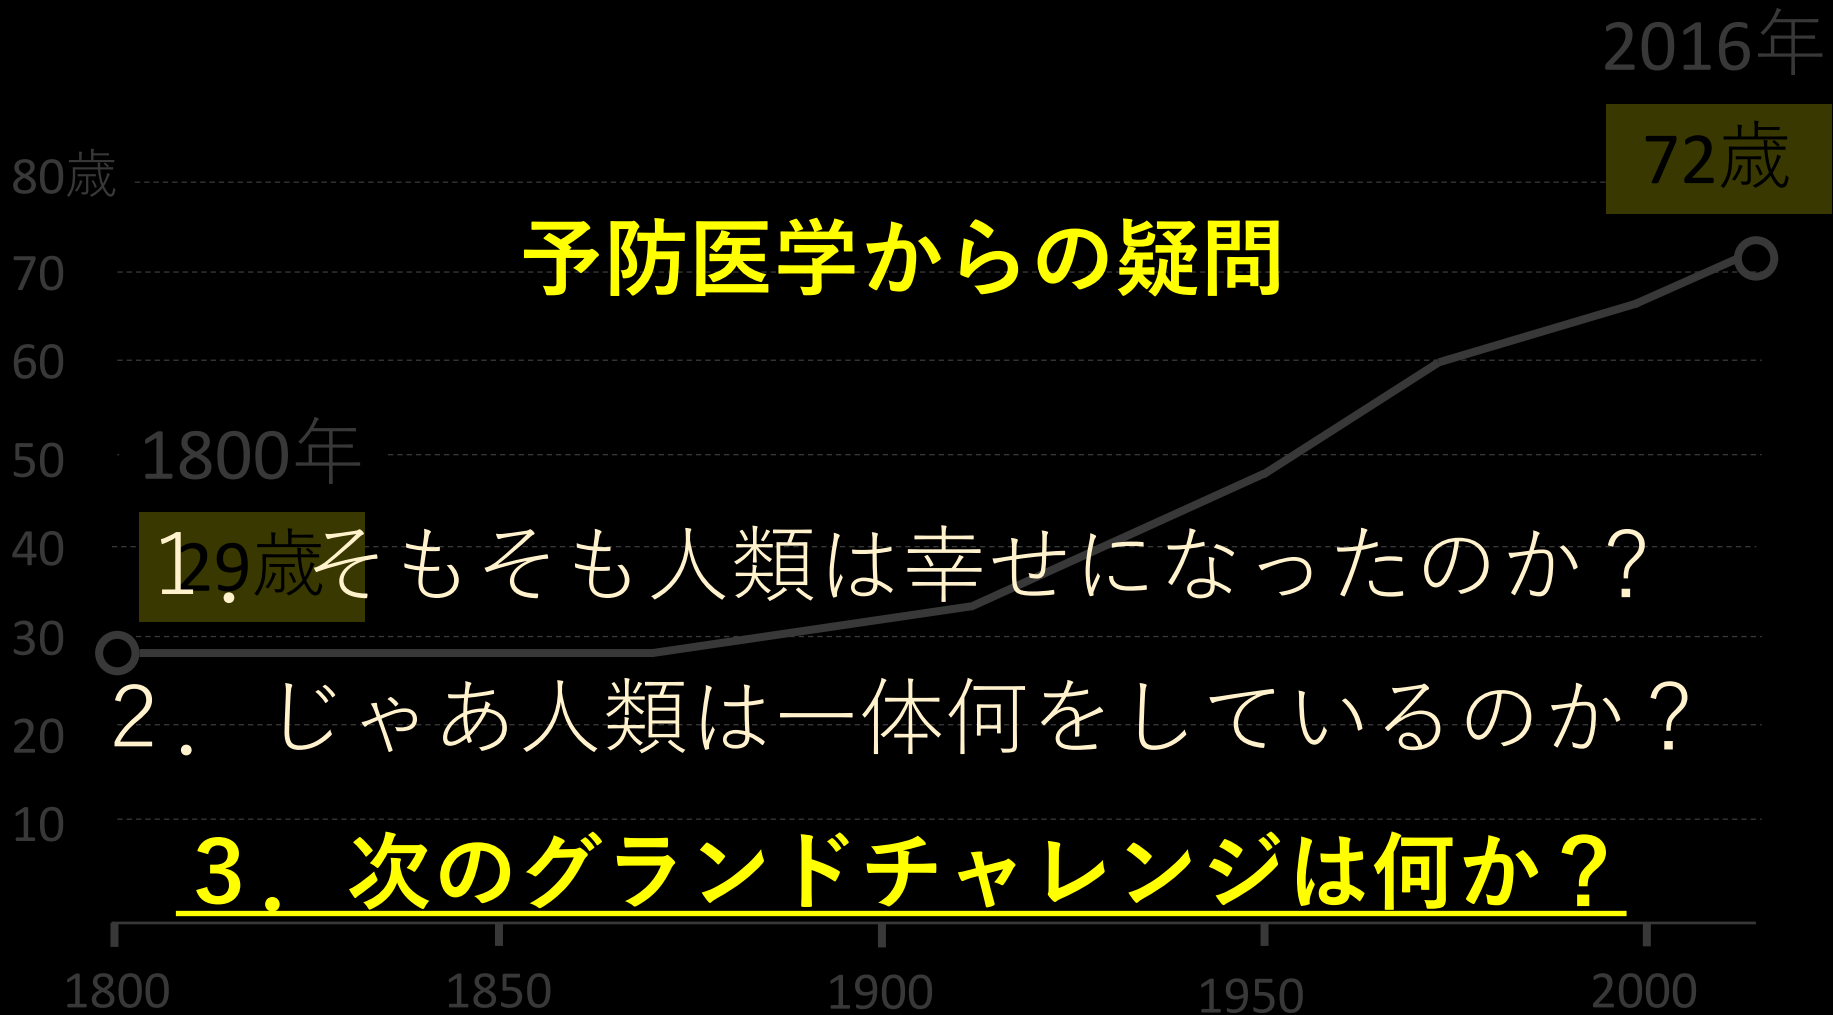 2016年
72歳
80歳
予防医学からの疑問
70
60
1800年
50
29歳
１．そもそも人類は幸せになったのか？
40
30
２．じゃあ人類は一体何をしているのか？
20
10
３．次のグランドチャレンジは何か？
1800 1850 1900 1950 2000